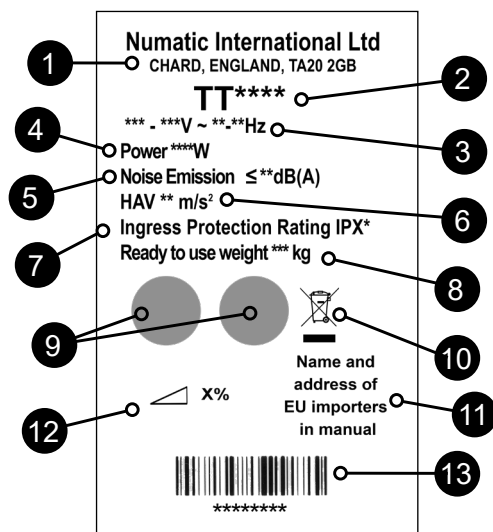 Numatic International Ltd
1
CHARD, ENGLAND, TA20 2GB
2
TT****
*** - ***V ~ **-**Hz
3
4
Power ****W
5
Noise Emission ≤**dB(A)
HAV ** m/s²
6
7
Ingress Protection Rating IPX*
Ready to use weight *** kg
8
9
10
Name and
address of
EU importers
in manual
11
12
X%
13
********